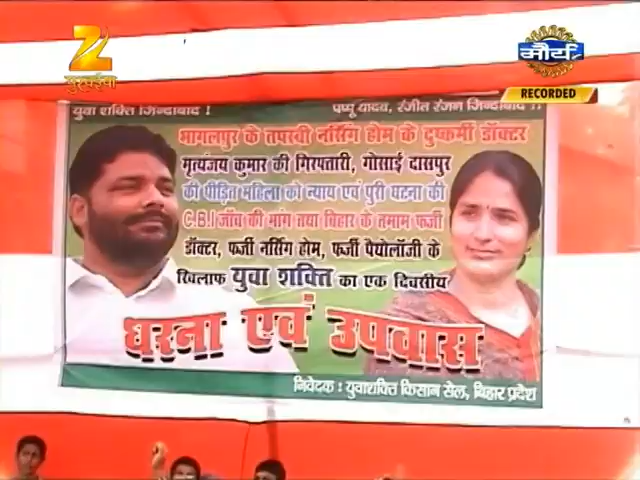 Z
पुरवईया
मौर्य
RECORDED
युवा शक्ति जिन्दाबाद !
पप्पू यादव, रंजीत रंजन जिन्दाबाद !!
भागलपुर के तपस्वी नर्सिंग होम के दुष्कर्मी डॉक्टर
मृत्यंजय कुमार की गिरफ्तारी, गोसाई दासपुर
की पीड़ित महिला को न्याय एवं पुरी घटना की
C.B.I जाँच की मांग तथा बिहार के तमाम फर्जी
डॉक्टर, फर्जी नर्सिंग होम, फर्जी पैथोलॉजी के
खिलाफ युवा शक्ति का एक दिवसीय
धरना एवं उपवास
निवेदक : युवाशक्ति किसान सेल, बिहार प्रदेश